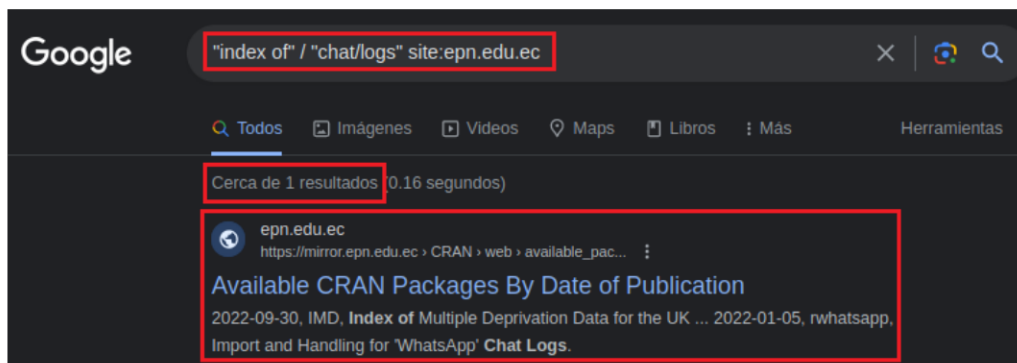 Google
"index of" / "chat/logs" site:epn.edu.ec
Todos Imágenes Videos Maps Libros Más Herramientas
Cerca de 1 resultados (0.16 segundos)
epn.edu.ec
https://mirror.epn.edu.ec › CRAN › web › available_pac...
Available CRAN Packages By Date of Publication
2022-09-30, IMD, Index of Multiple Deprivation Data for the UK ... 2022-01-05, rwhatsapp,
Import and Handling for 'WhatsApp' Chat Logs.